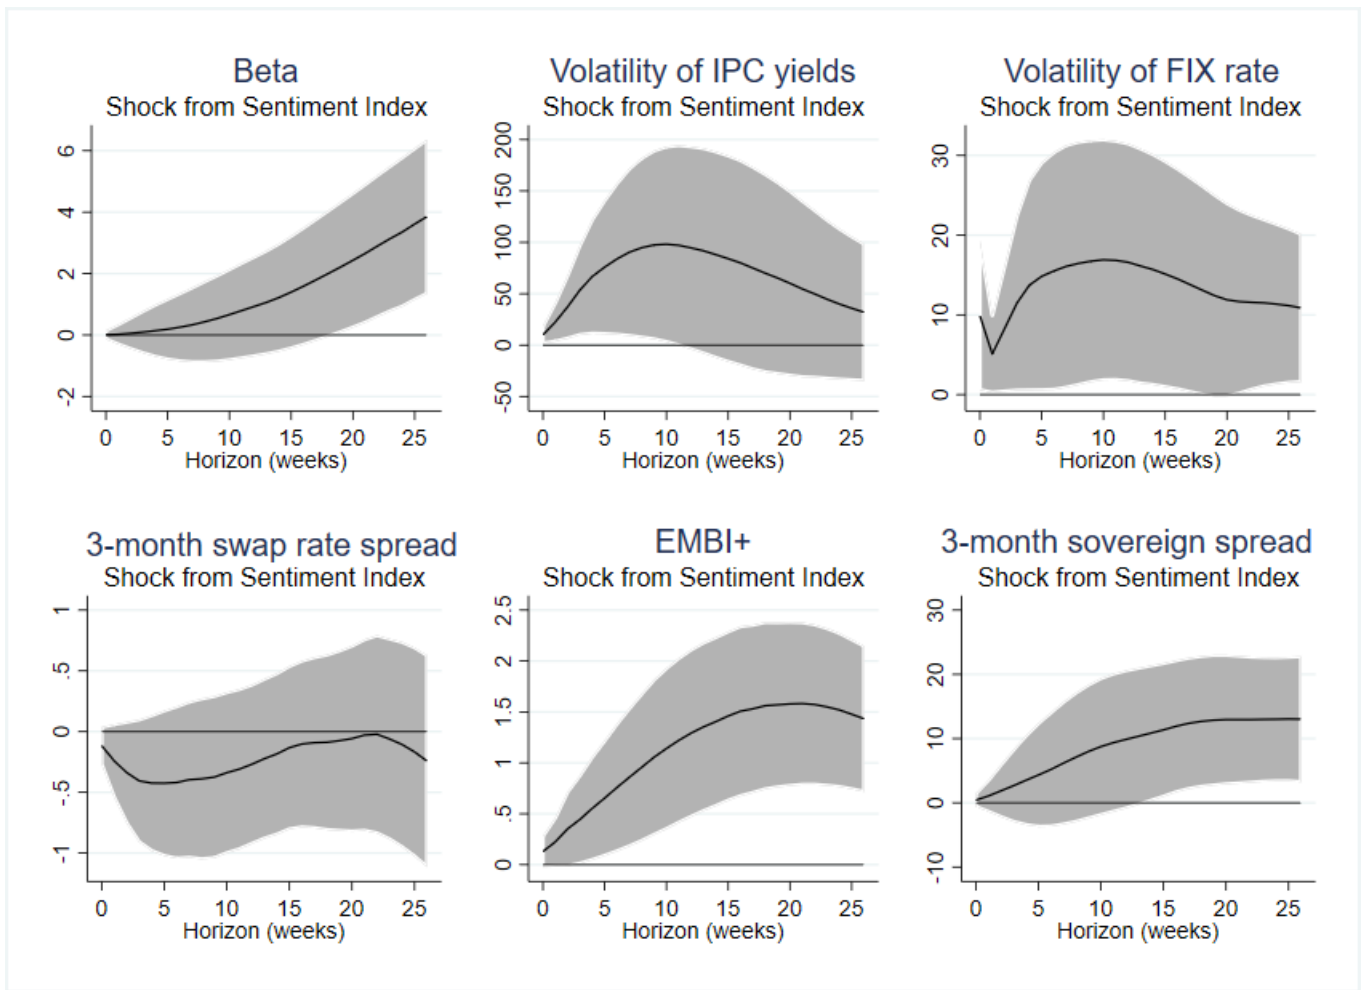 Beta
Shock from Sentiment Index
6
4
2
0
-2
0 5 10 15 20 25
Horizon (weeks)
Volatility of IPC yields
Shock from Sentiment Index
200
150
100
50
0
-50
0 5 10 15 20 25
Horizon (weeks)
Volatility of FIX rate
Shock from Sentiment Index
30
20
10
0
0 5 10 15 20 25
Horizon (weeks)
3-month swap rate spread
Shock from Sentiment Index
1
.5
0
-.5
-1
0 5 10 15 20 25
Horizon (weeks)
EMBI+
Shock from Sentiment Index
2.5
2
1.5
1
.5
0
0 5 10 15 20 25
Horizon (weeks)
3-month sovereign spread
Shock from Sentiment Index
30
20
10
0
-10
0 5 10 15 20 25
Horizon (weeks)